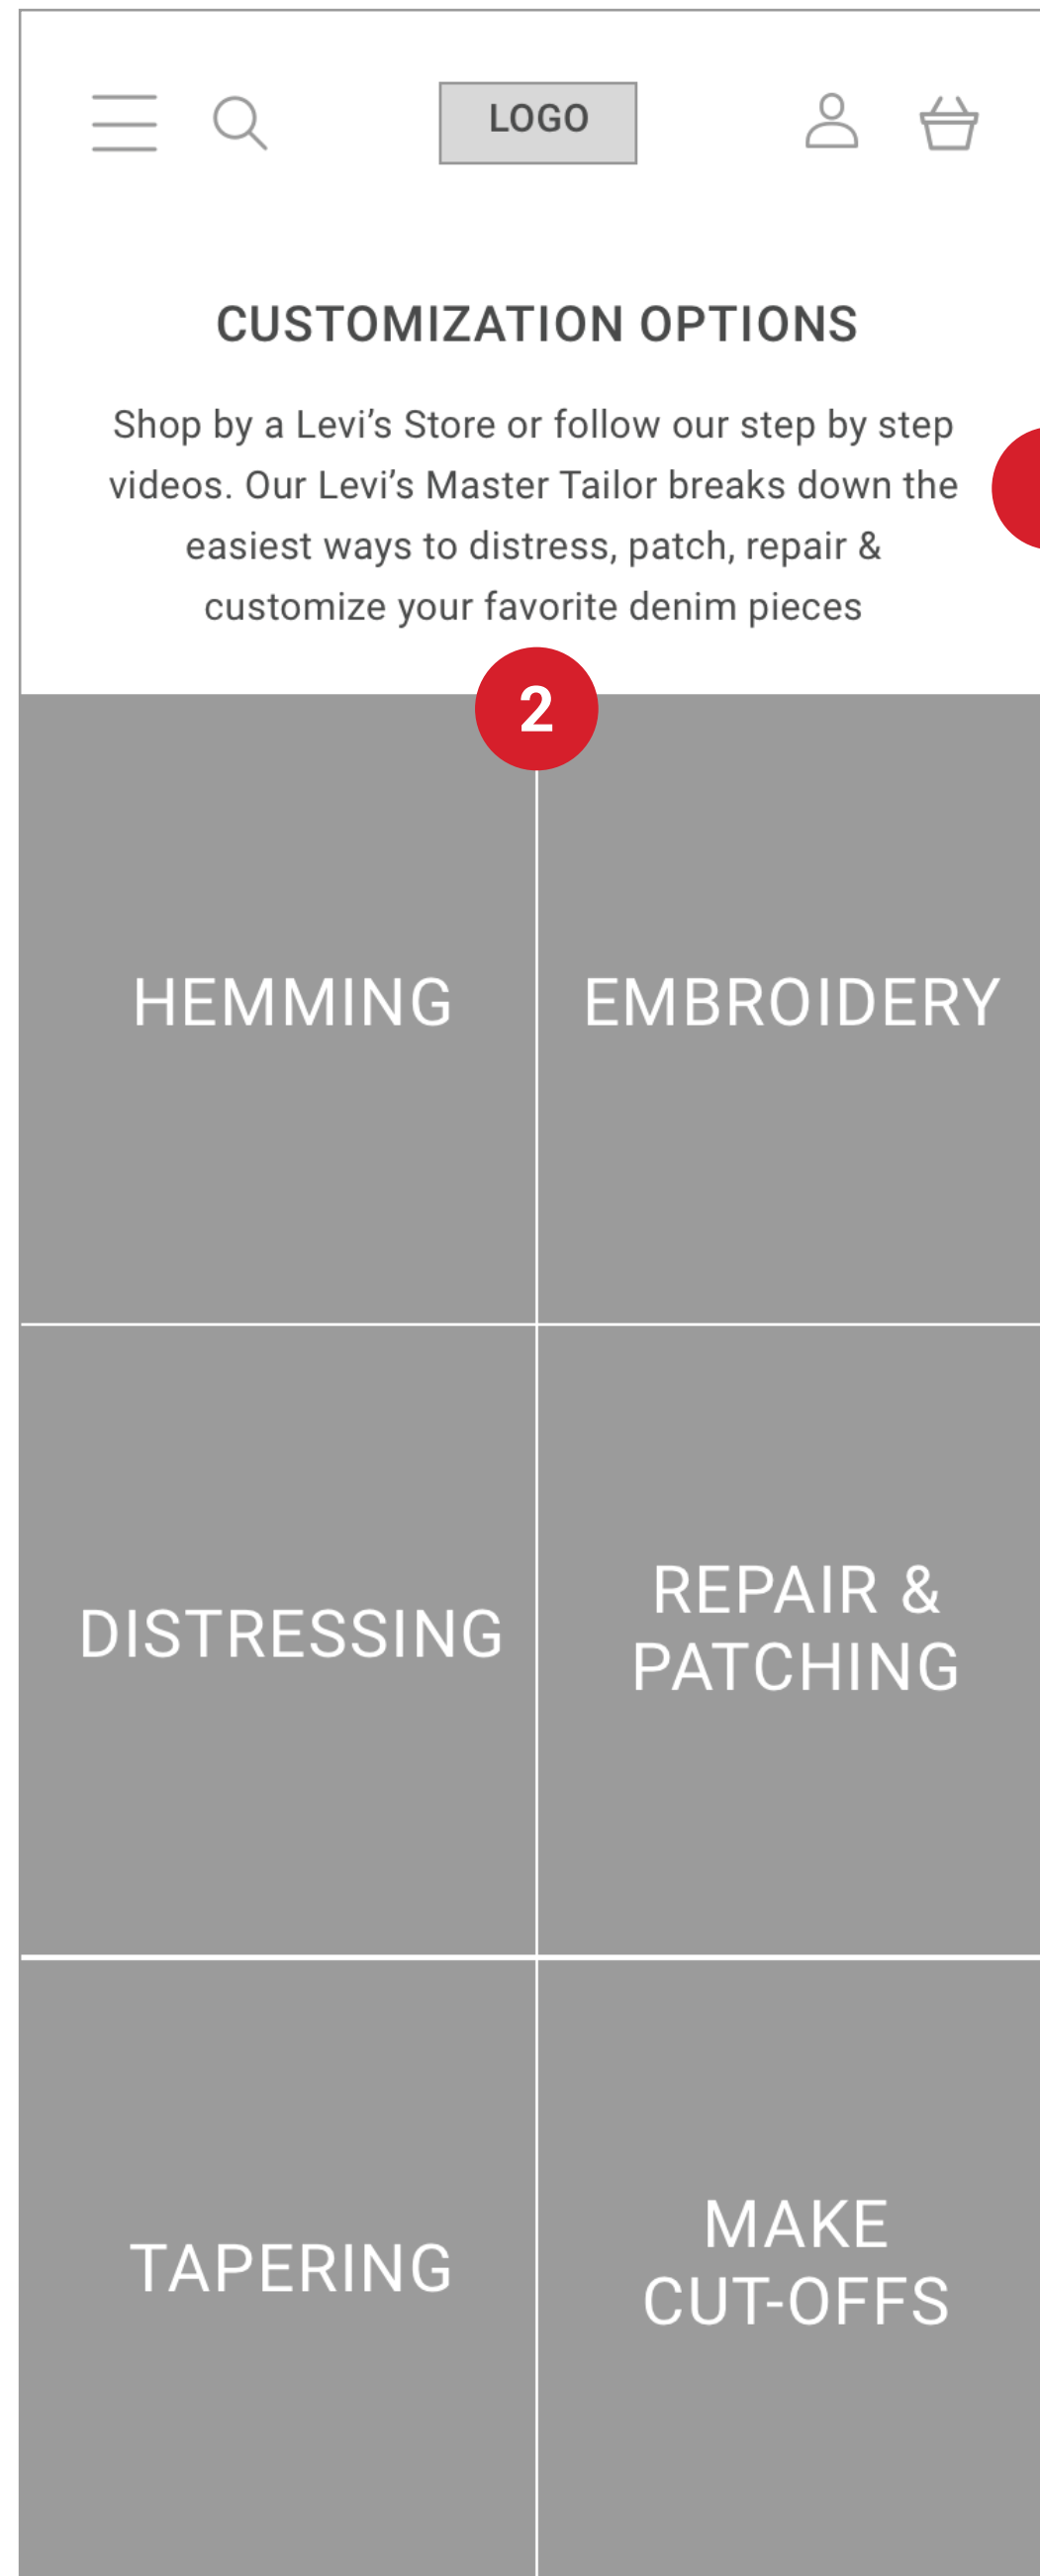 LOGO
CUSTOMIZATION OPTIONS
Shop by a Levi’s Store or follow our step by step
videos. Our Levi’s Master Tailor breaks down the
easiest ways to distress, patch, repair &
customize your favorite denim pieces
2
HEMMING
EMBROIDERY
DISTRESSING
REPAIR &
PATCHING
TAPERING
MAKE
CUT-OFFS